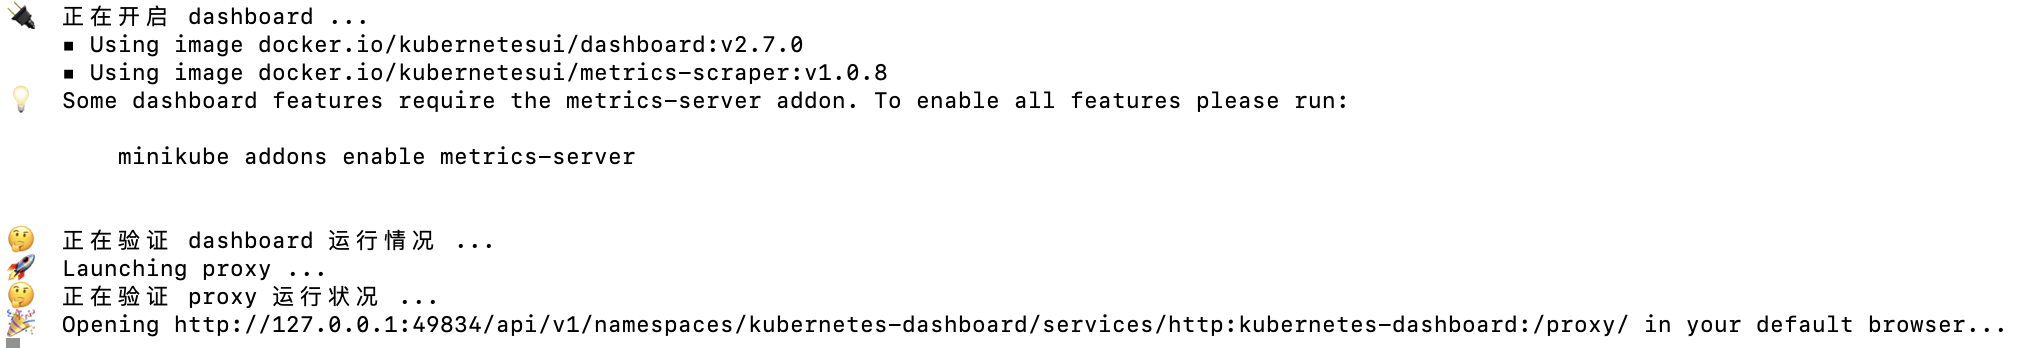 🔌 正在开启 dashboard ...
▪ Using image docker.io/kubernetesui/dashboard:v2.7.0
▪ Using image docker.io/kubernetesui/metrics-scraper:v1.0.8
💡 Some dashboard features require the metrics-server addon. To enable all features please run:
minikube addons enable metrics-server
🤔 正在验证 dashboard 运行情况 ...
🚀 Launching proxy ...
🤔 正在验证 proxy 运行状况 ...
🎉 Opening http://127.0.0.1:49834/api/v1/namespaces/kubernetes-dashboard/services/http:kubernetes-dashboard:/proxy/ in your default browser...